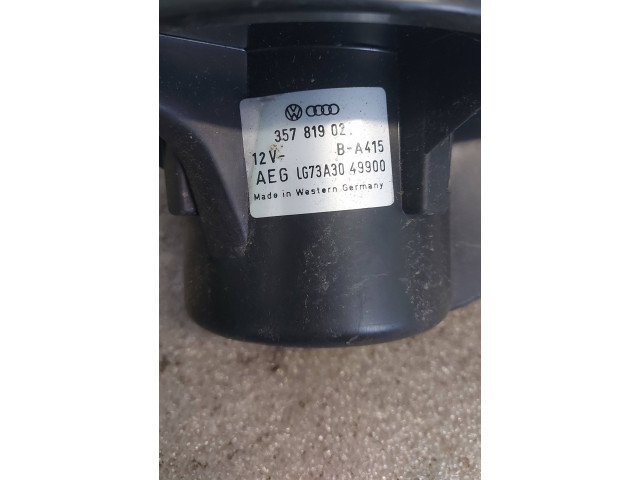 357 819 02.
12V- B-A415
AEG LG73A30 49900
Made in Western Germany